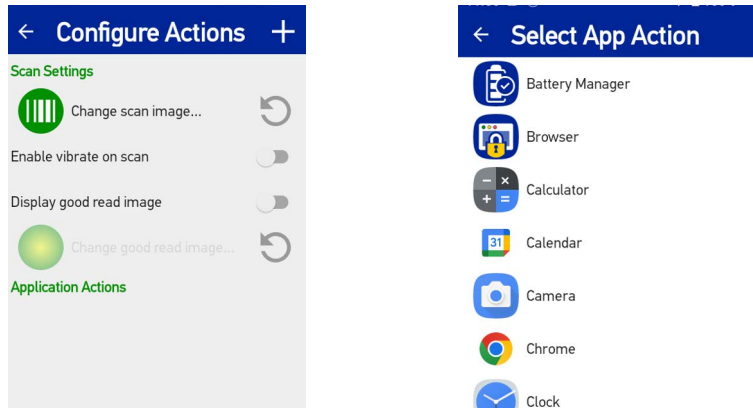 Configure Actions
Scan Settings
Change scan image...
Enable vibrate on scan
Display good read image
Change good read image...
Application Actions
Select App Action
Battery Manager
Browser
Calculator
31
Calendar
Camera
Chrome
Clock